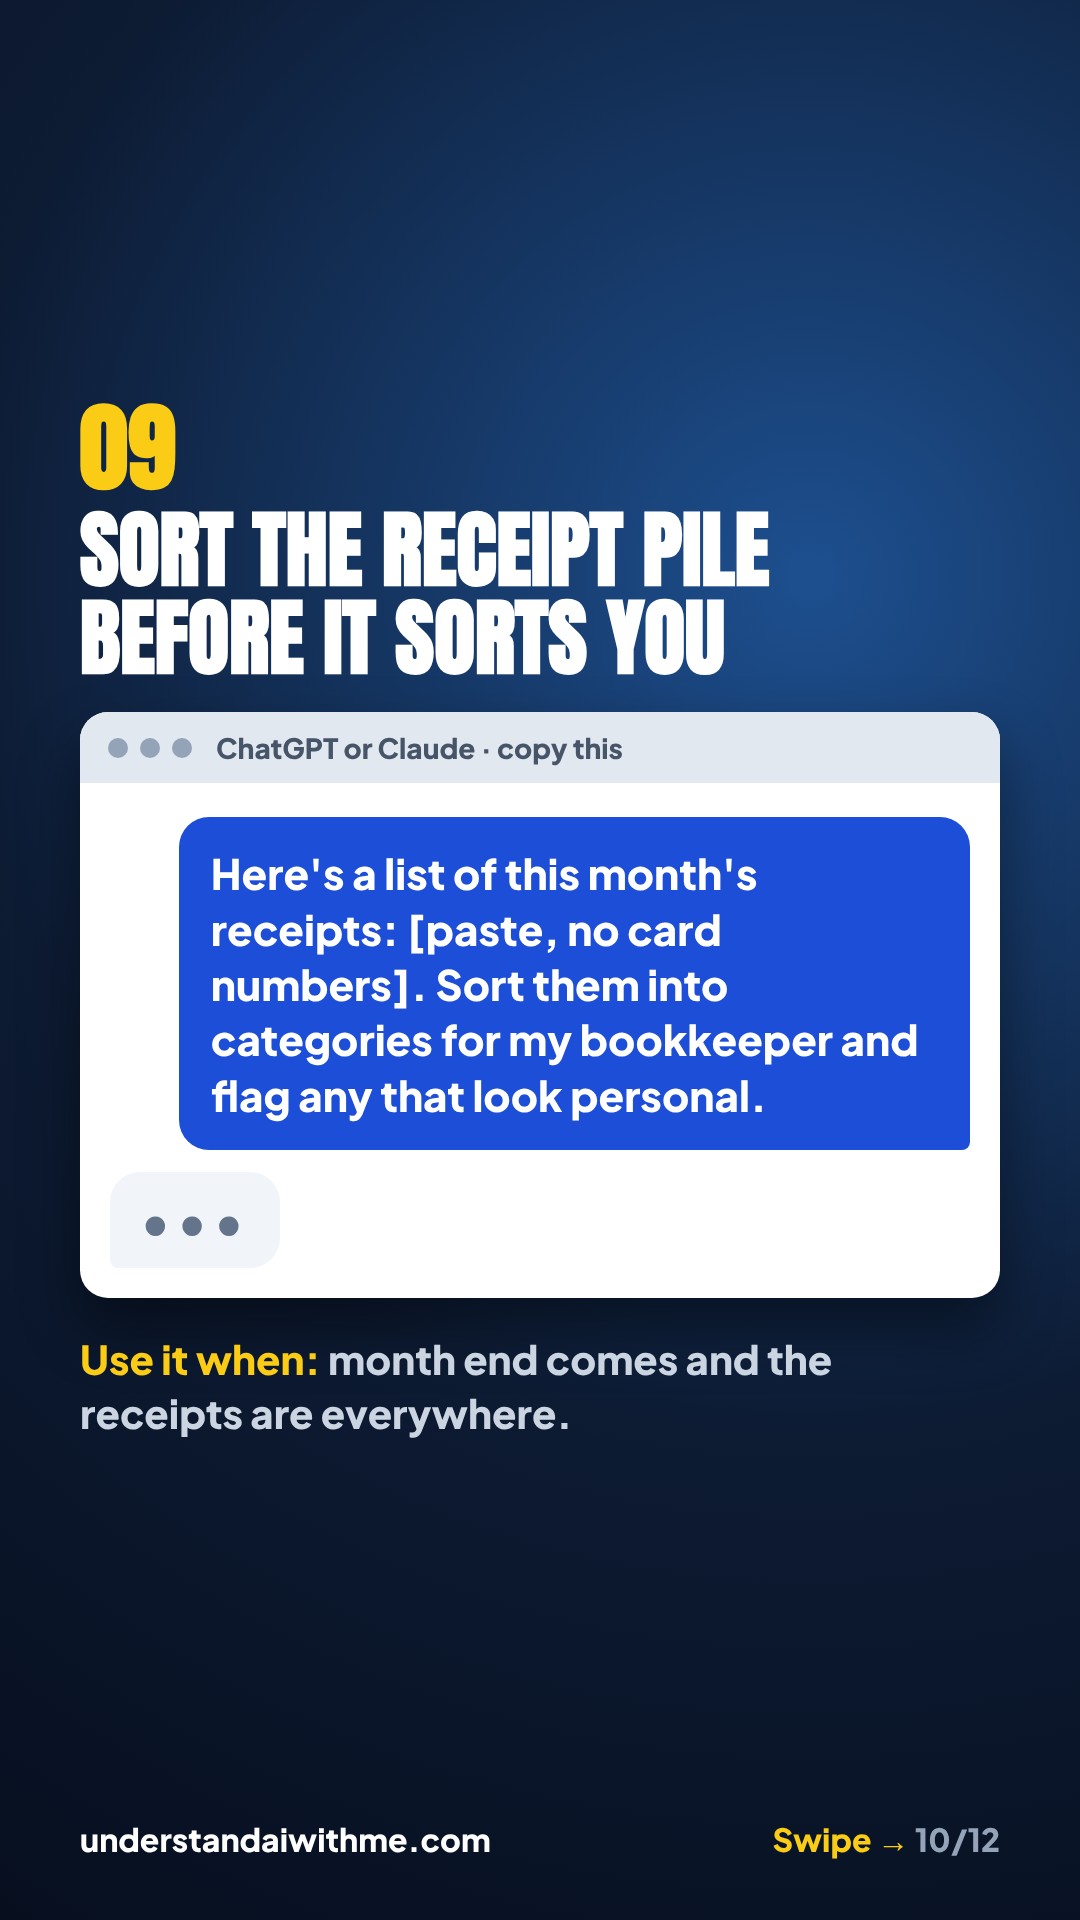 09
SORT THE RECEIPT PILE
BEFORE IT SORTS YOU
ChatGPT or Claude · copy this
Here's a list of this month's
receipts: [paste, no card
numbers]. Sort them into
categories for my bookkeeper and
flag any that look personal.
Use it when: month end comes and the
receipts are everywhere.
understandaiwithme.com
Swipe → 10/12